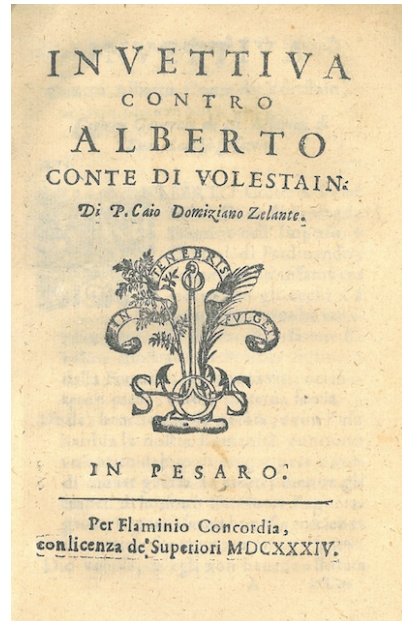 INVETTIVA
CONTRO
ALBERTO
CONTE DI VOLESTAIN.
Di P. Caio Domiziano Zelante.
IN TENEBRIS FVLGET
S S
IN PESARO.
Per Flaminio Concordia,
con licenza de' Superiori MDCXXXIV.